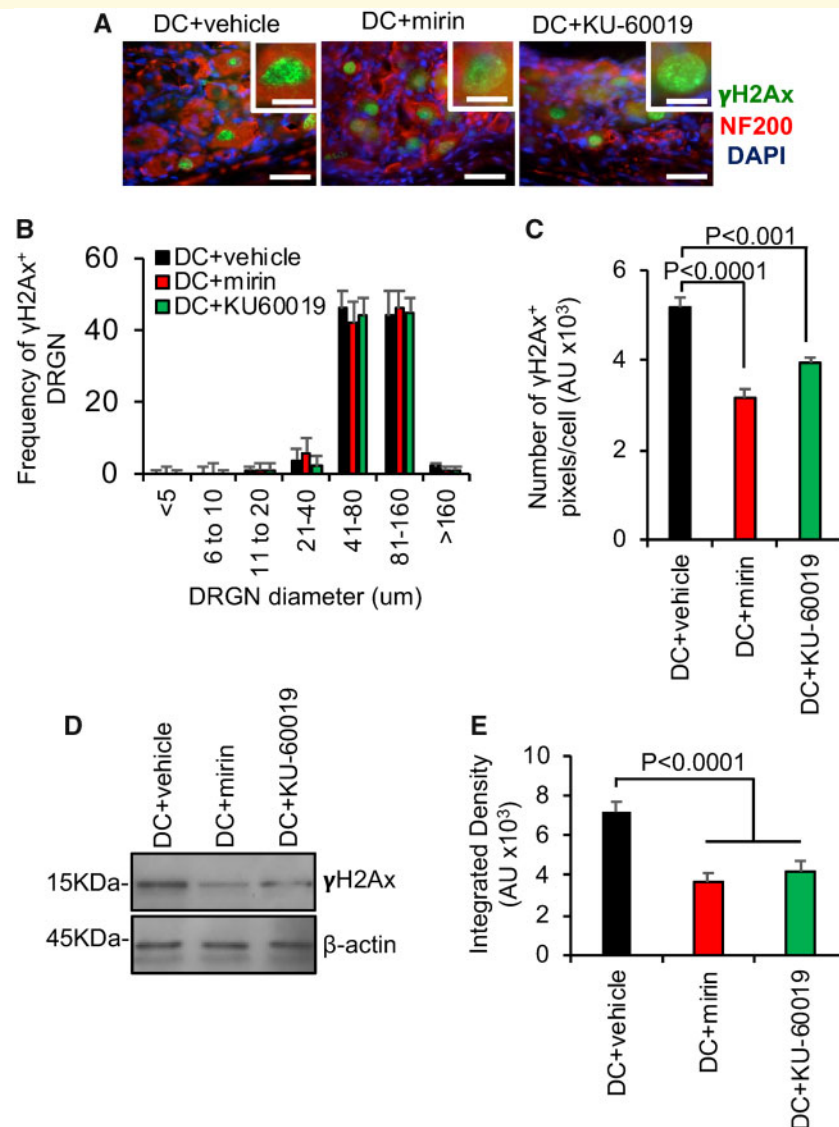 A
DC+vehicle
DC+mirin
DC+KU-60019
γH2Ax
NF200
DAPI
B
Frequency of γH2Ax⁺
DRGN
60
40
20
0
DC+vehicle
DC+mirin
DC+KU60019
<5
6 to 10
11 to 20
21-40
41-80
81-160
>160
DRGN diameter (um)
C
Number of γH2Ax⁺
pixels/cell (AU x10³)
6
4
2
0
P<0.001
P<0.0001
DC+vehicle
DC+mirin
DC+KU-60019
D
DC+vehicle
DC+mirin
DC+KU-60019
15KDa-
γH2Ax
45KDa-
β-actin
E
Integrated Density
(AU x10³)
10
8
6
4
2
0
P<0.0001
DC+vehicle
DC+mirin
DC+KU-60019